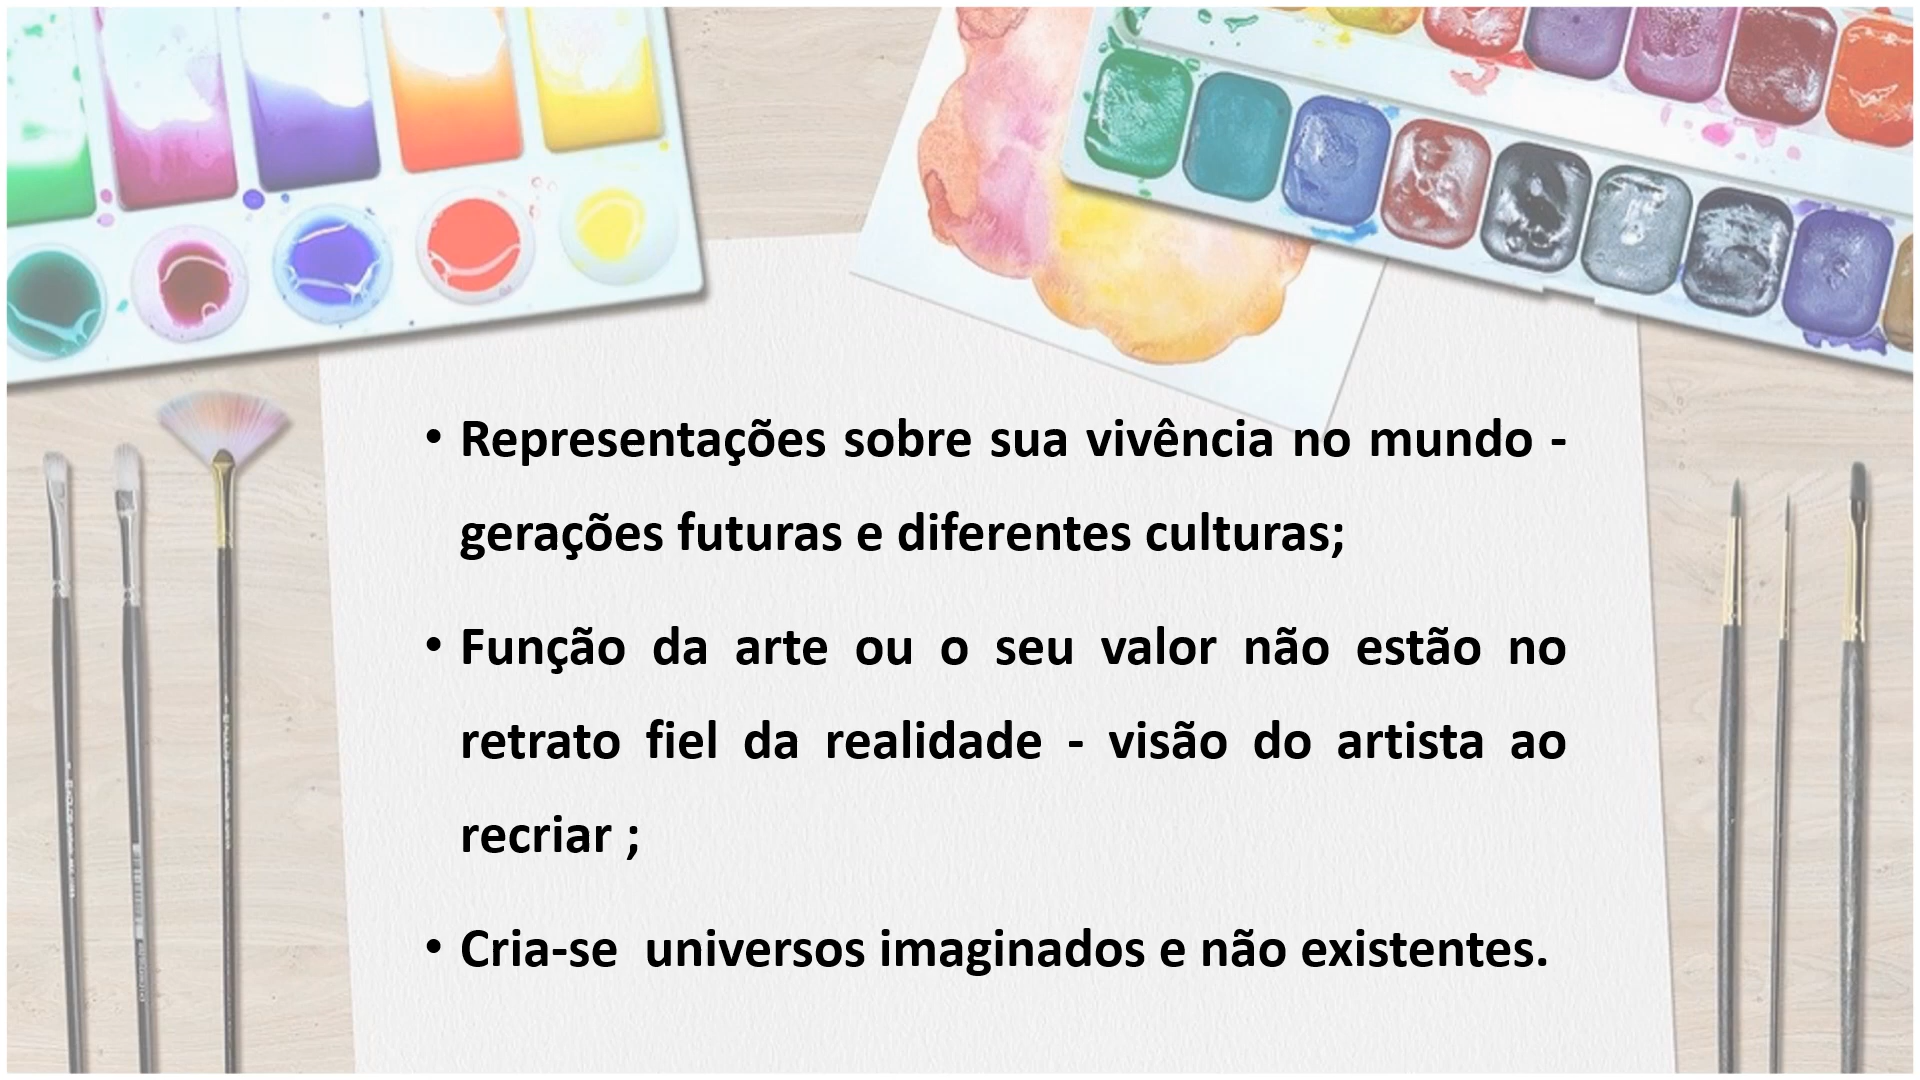 • Representações sobre sua vivência no mundo -
gerações futuras e diferentes culturas;
• Função da arte ou o seu valor não estão no
retrato fiel da realidade - visão do artista ao
recriar ;
• Cria-se  universos imaginados e não existentes.